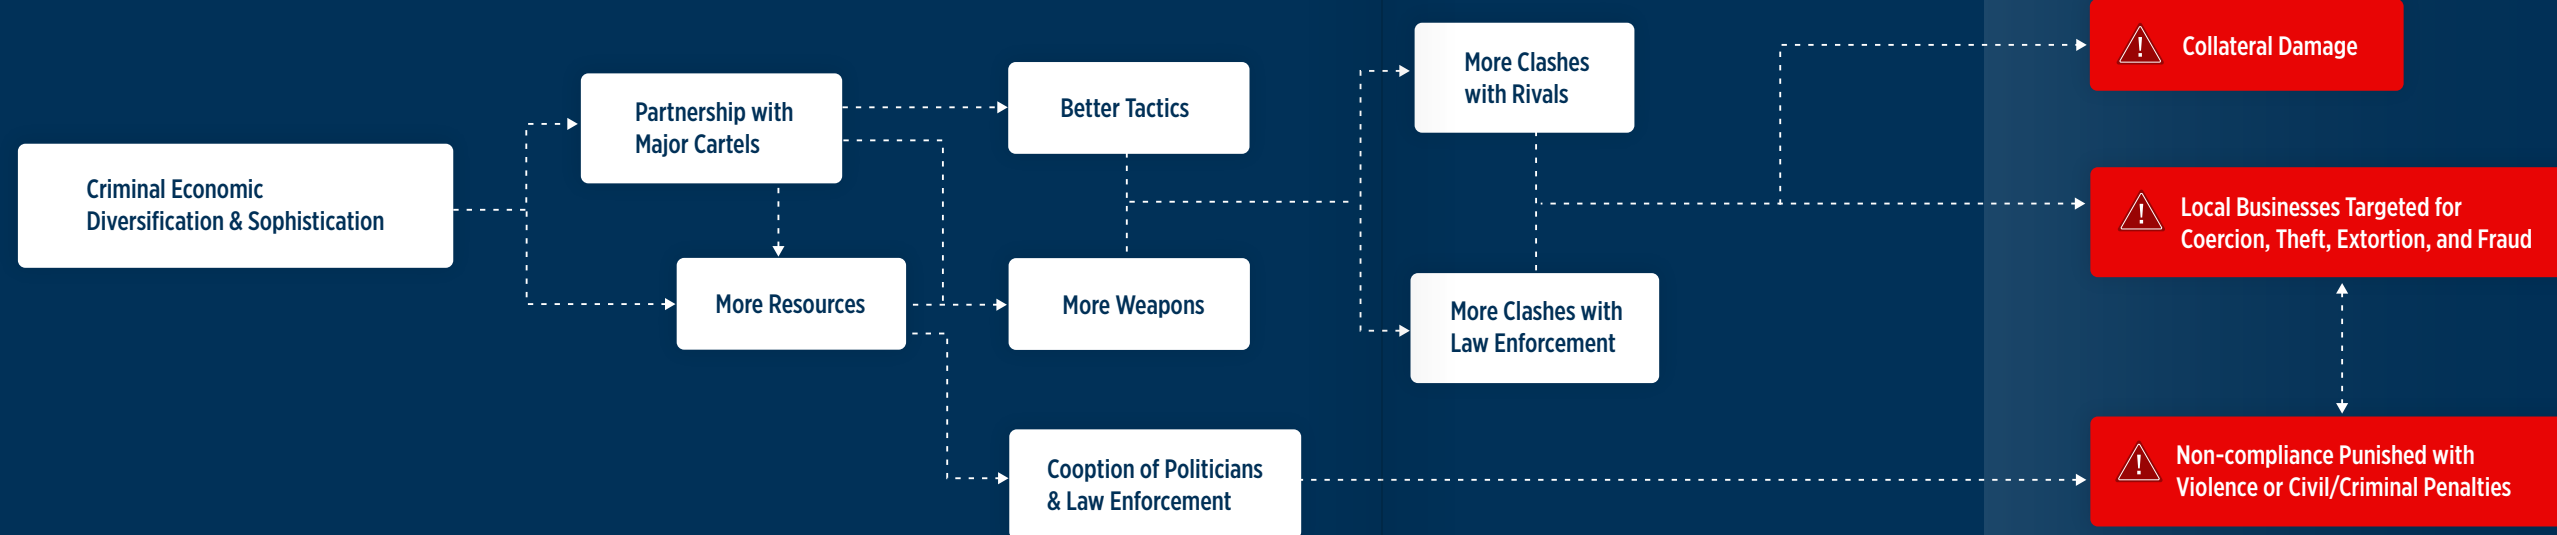 Criminal Economic
Diversification & Sophistication
Partnership with
Major Cartels
More Resources
Better Tactics
More Weapons
Cooption of Politicians
& Law Enforcement
More Clashes
with Rivals
More Clashes with
Law Enforcement
Collateral Damage
Local Businesses Targeted for
Coercion, Theft, Extortion, and Fraud
Non-compliance Punished with
Violence or Civil/Criminal Penalties